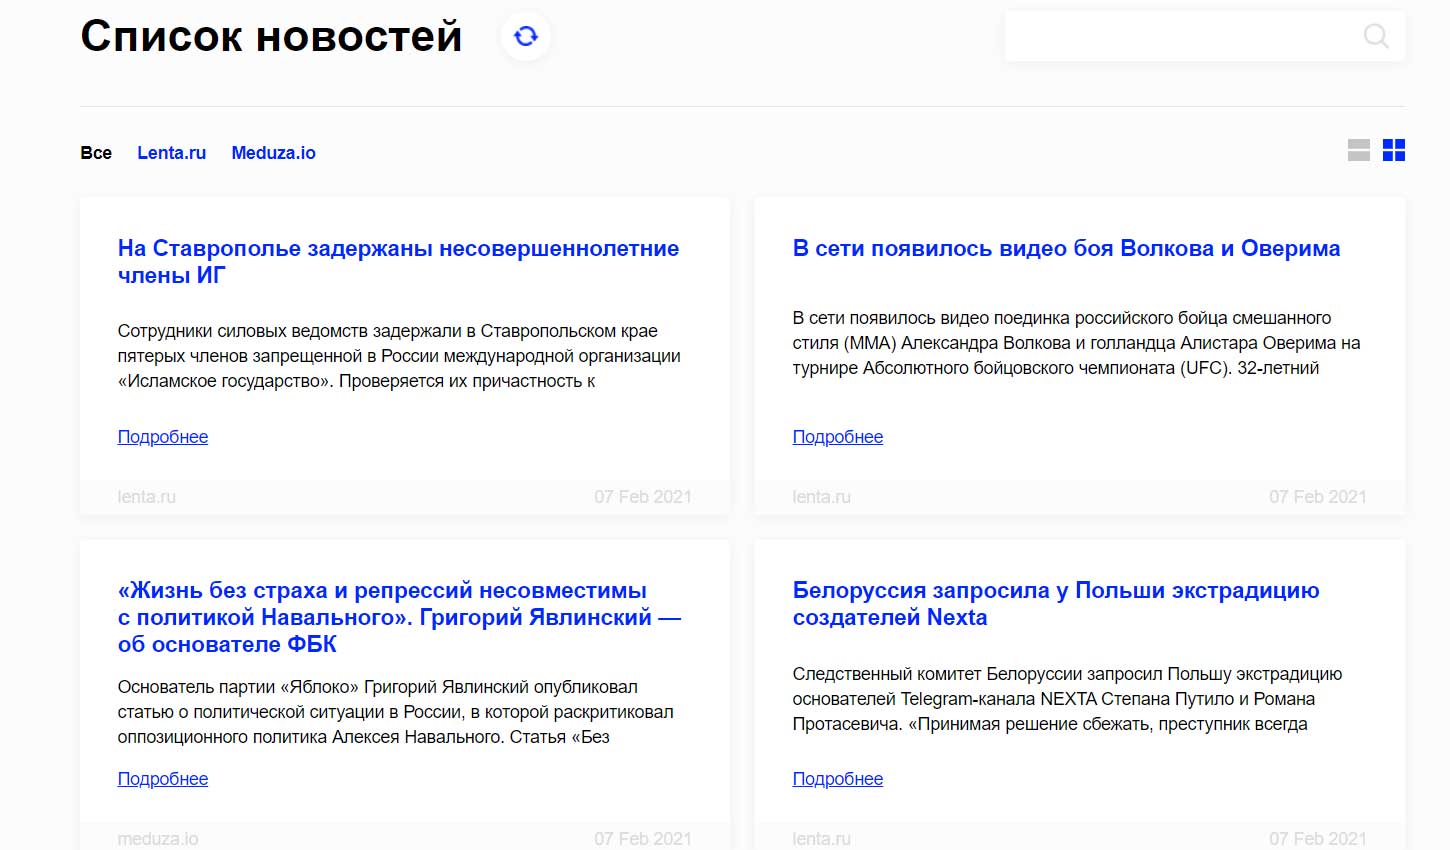 Список новостей
Все Lenta.ru Meduza.io
На Ставрополье задержаны несовершеннолетние
члены ИГ
Сотрудники силовых ведомств задержали в Ставропольском крае
пятерых членов запрещенной в России международной организации
«Исламское государство». Проверяется их причастность к
Подробнее
lenta.ru 07 Feb 2021
В сети появилось видео боя Волкова и Оверима
В сети появилось видео поединка российского бойца смешанного
стиля (ММА) Александра Волкова и голландца Алистара Оверима на
турнире Абсолютного бойцовского чемпионата (UFC). 32-летний
Подробнее
lenta.ru 07 Feb 2021
«Жизнь без страха и репрессий несовместимы
с политикой Навального». Григорий Явлинский —
об основателе ФБК
Основатель партии «Яблоко» Григорий Явлинский опубликовал
статью о политической ситуации в России, в которой раскритиковал
оппозиционного политика Алексея Навального. Статья «Без
Подробнее
meduza.io 07 Feb 2021
Белоруссия запросила у Польши экстрадицию
создателей Nexta
Следственный комитет Белоруссии запросил Польшу экстрадицию
основателей Telegram-канала NEXTA Степана Путило и Романа
Протасевича. «Принимая решение сбежать, преступник всегда
Подробнее
lenta.ru 07 Feb 2021